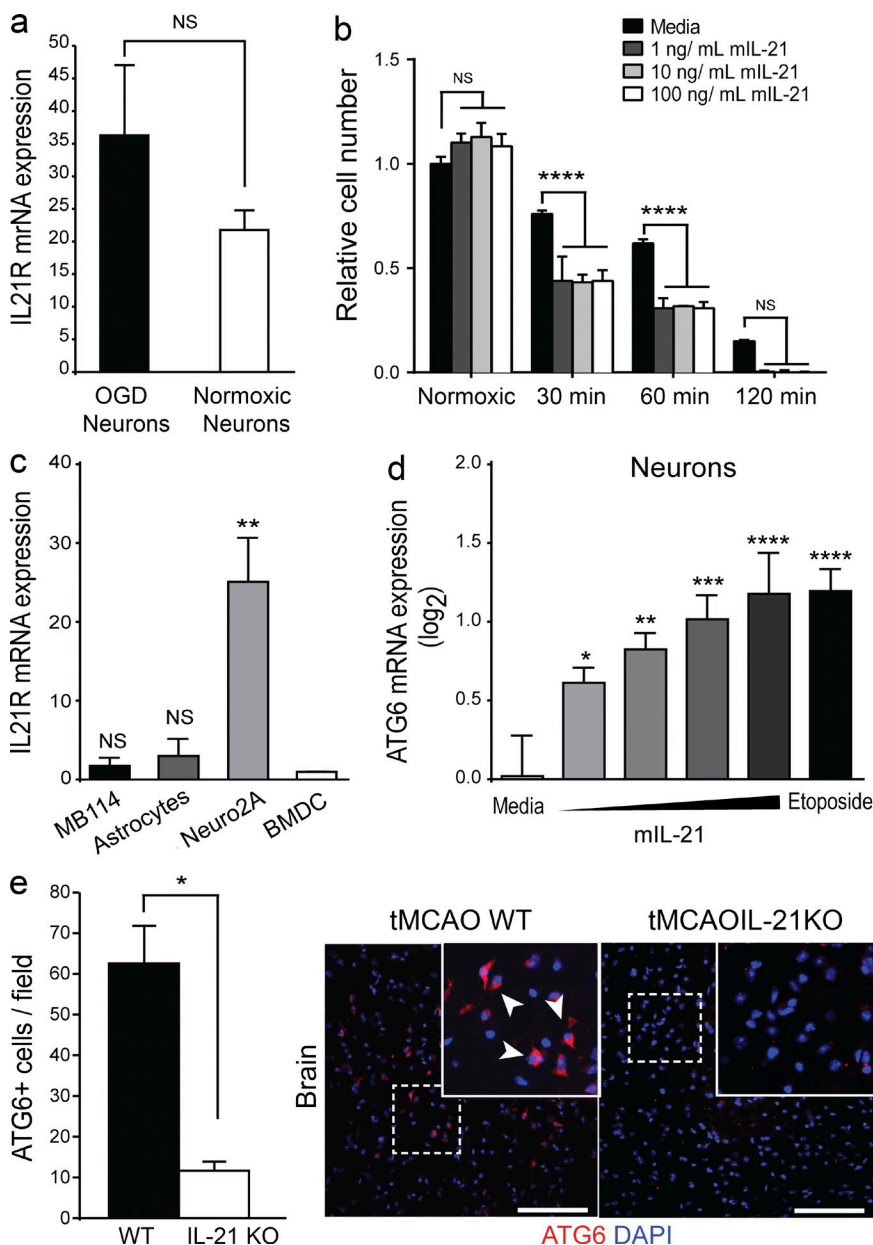 a
NS
IL21R mrNA expression
45
40
35
30
25
20
15
10
5
0
OGD
Neurons
Normoxic
Neurons
b
Media
1 ng/ mL mIL-21
10 ng/ mL mIL-21
100 ng/ mL mIL-21
Relative cell number
1.5
1.0
0.5
0.0
NS
****
****
NS
Normoxic
30 min
60 min
120 min
c
IL21R mRNA expression
40
30
20
10
0
NS
NS
**
MB114
Astrocytes
Neuro2A
BMDC
d
Neurons
ATG6 mRNA expression
(log2)
2.0
1.5
1.0
0.5
0.0
*
**
***
****
****
Media
Etoposide
mIL-21
e
ATG6+ cells / field
80
70
60
50
40
30
20
10
0
*
WT
IL-21 KO
tMCAO WT
tMCAOIL-21KO
Brain
ATG6 DAPI